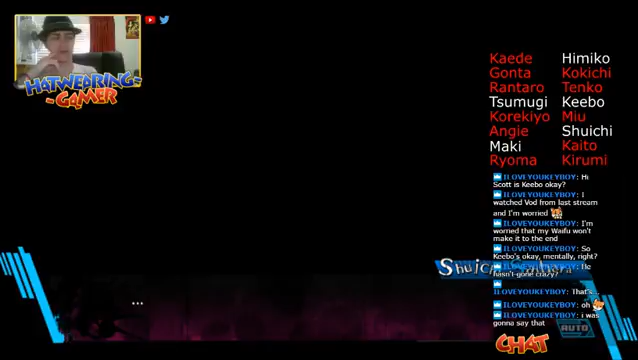 HATWEARING
GAMER
Kaede
Himiko
Gonta
Kokichi
Rantaro
Tenko
Tsumugi
Keebo
Korekiyo
Miu
Angie
Shuichi
Maki
Kaito
Ryoma
Kirumi
ILOVEYOUKEYBOY: Hi
Scott is Keebo okay?
ILOVEYOUKEYBOY: I
watched Vod from last stream
and I'm worried
ILOVEYOUKEYBOY: I'm
worried that my Waifu won't
make it to the end
ILOVEYOUKEYBOY: So
Keebo's okay, mentally, right?
ILOVEYOUKEYBOY: He
hasn't gone crazy?
ILOVEYOUKEYBOY: That's..
ILOVEYOUKEYBOY: oh
ILOVEYOUKEYBOY: i was
gonna say that
...
AUTO
CHAT